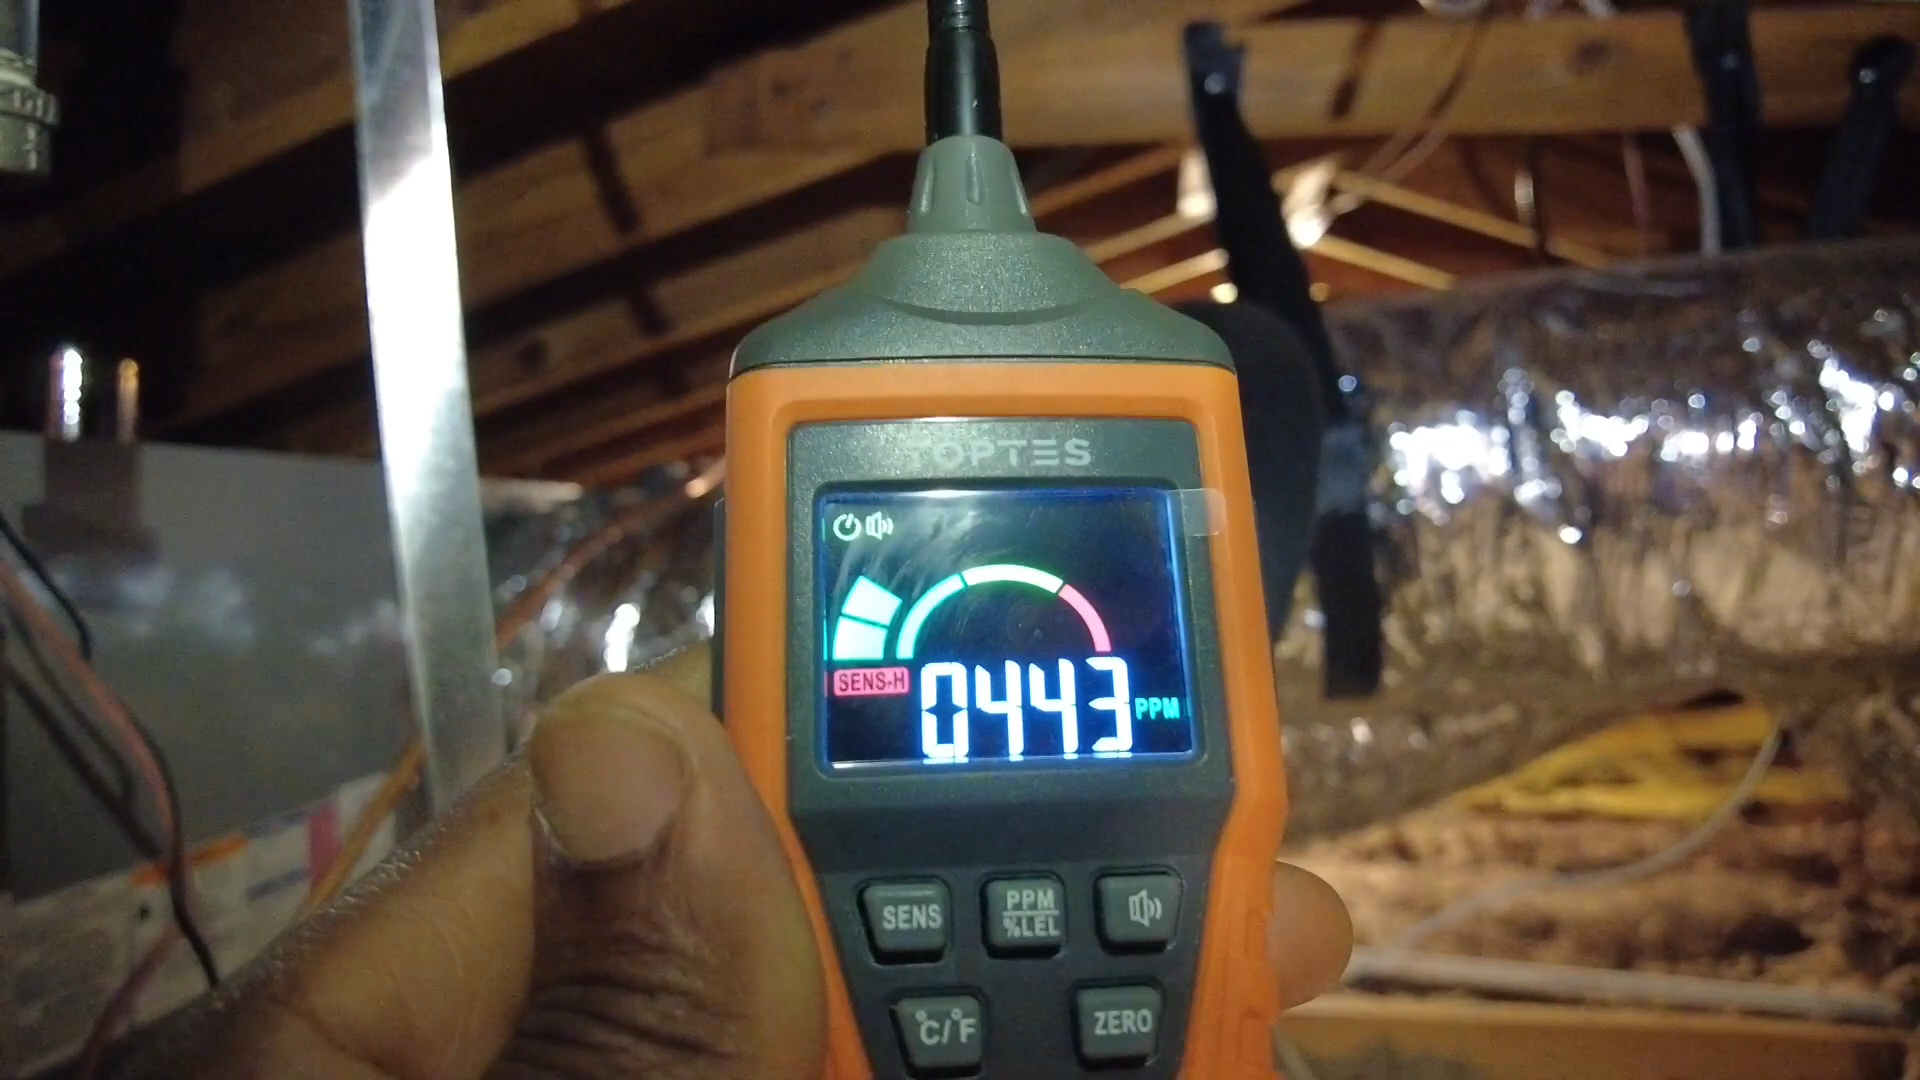 TOPTES
SENS-H
0443 PPM
SENS
PPM
%LEL
°C/°F
ZERO